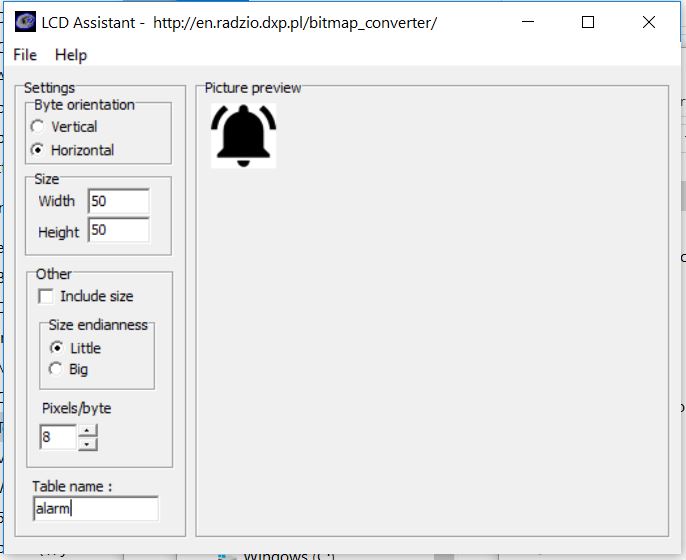 LCD Assistant - http://en.radzio.dxp.pl/bitmap_converter/
File Help
Settings
Byte orientation
Vertical
Horizontal
Size
Width 50
Height 50
Other
Include size
Size endianness
Little
Big
Pixels/byte
8
Table name :
alarm
Picture preview
Windows (C:)